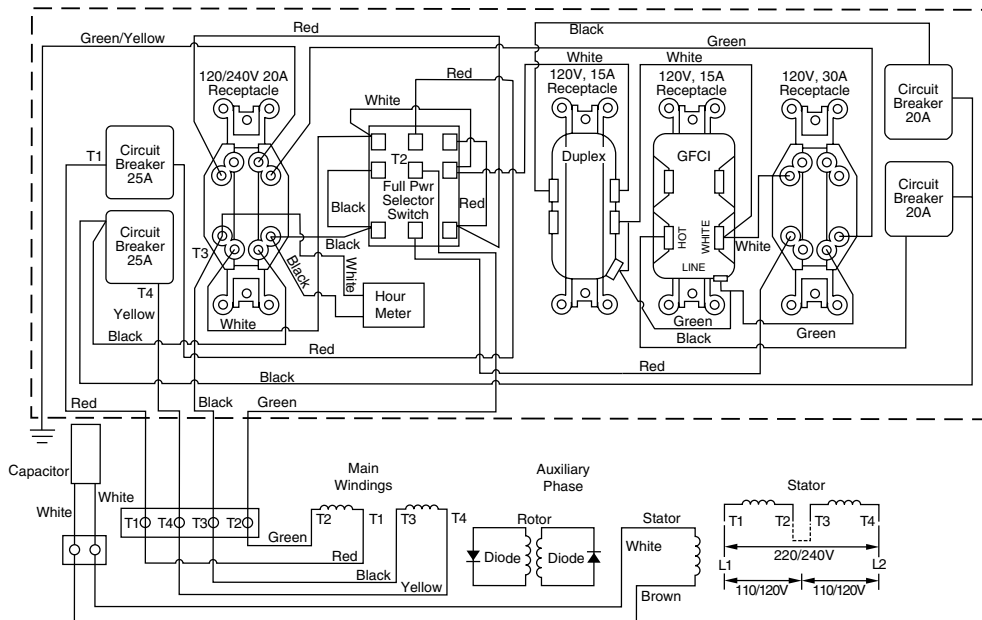 Red
Black
Green/Yellow
Green
White
White
120/240V 20A
Receptacle
Red
120V, 15A
Receptacle
120V, 15A
Receptacle
120V, 30A
Receptacle
Circuit
Breaker
20A
White
T1
Circuit
Breaker
25A
T2
Duplex
GFCI
Full Pwr
Selector
Switch
Circuit
Breaker
20A
Black
Red
Circuit
Breaker
25A
T3
Black
HOT
WHITE
White
Black
White
LINE
T4
Hour
Meter
Yellow
White
Green
Black
Green
Black
Red
Red
Black
Red
Black
Green
Capacitor
Main
Windings
Auxiliary
Phase
Stator
White
White
T1
T4
T3
T2
T2
T1
T3
T4
Rotor
Stator
T1
T2
T3
T4
Green
Diode
Diode
White
220/240V
Red
L1
L2
Black
Yellow
Brown
110/120V
110/120V